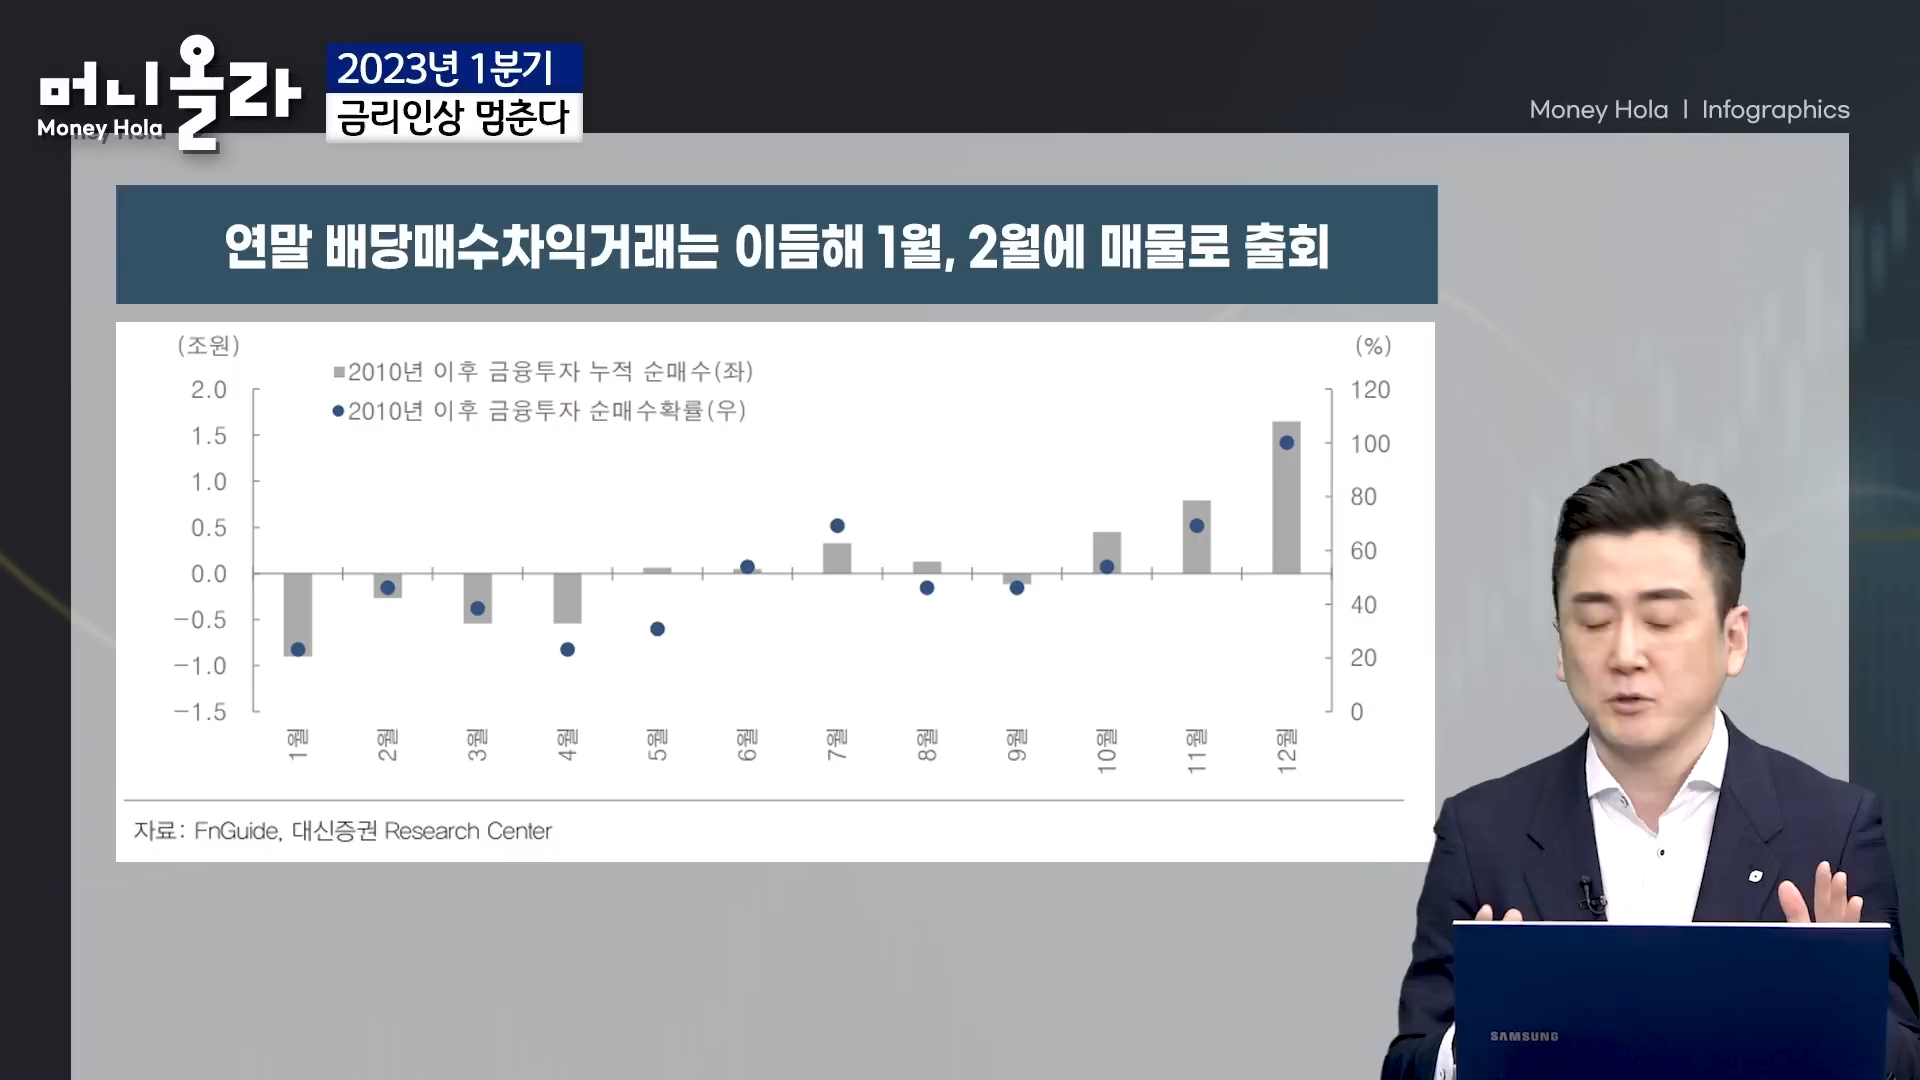 머니올라
Money Hola
2023년 1분기
금리인상 멈춘다
Money Hola | Infographics
연말 배당매수차익거래는 이듬해 1월, 2월에 매물로 출회
(조원)
(%)
2010년 이후 금융투자 누적 순매수(좌)
2010년 이후 금융투자 순매수확률(우)
2.0
1.5
1.0
0.5
0.0
-0.5
-1.0
-1.5
120
100
80
60
40
20
0
1월
2월
3월
4월
5월
6월
7월
8월
9월
10월
11월
12월
자료: FnGuide, 대신증권 Research Center
SAMSUNG